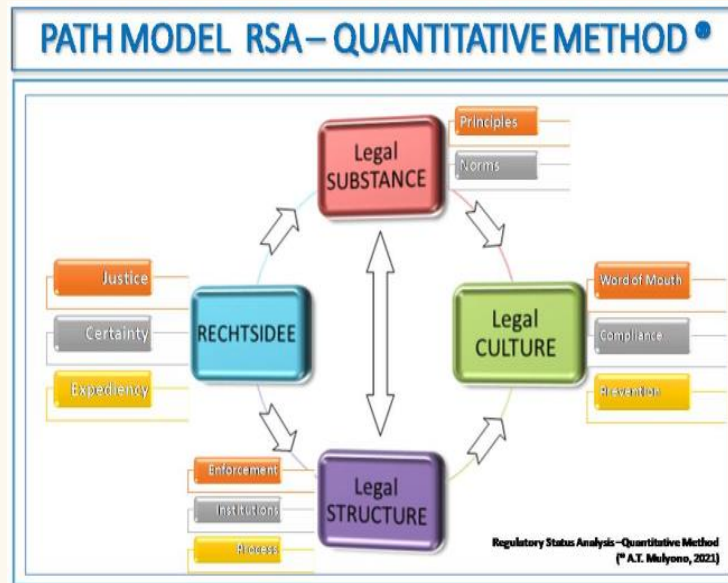 PATH MODEL RSA – QUANTITATIVE METHOD ®
Legal
SUBSTANCE
Principles
Norms
Justice
Certainty
Expediency
RECHTSIDEE
Legal
CULTURE
Word of Mouth
Compliance
Prevention
Enforcement
Institutions
Process
Legal
STRUCTURE
Regulatory Status Analysis –Quantitative Method
(® A.T. Mulyono, 2021)